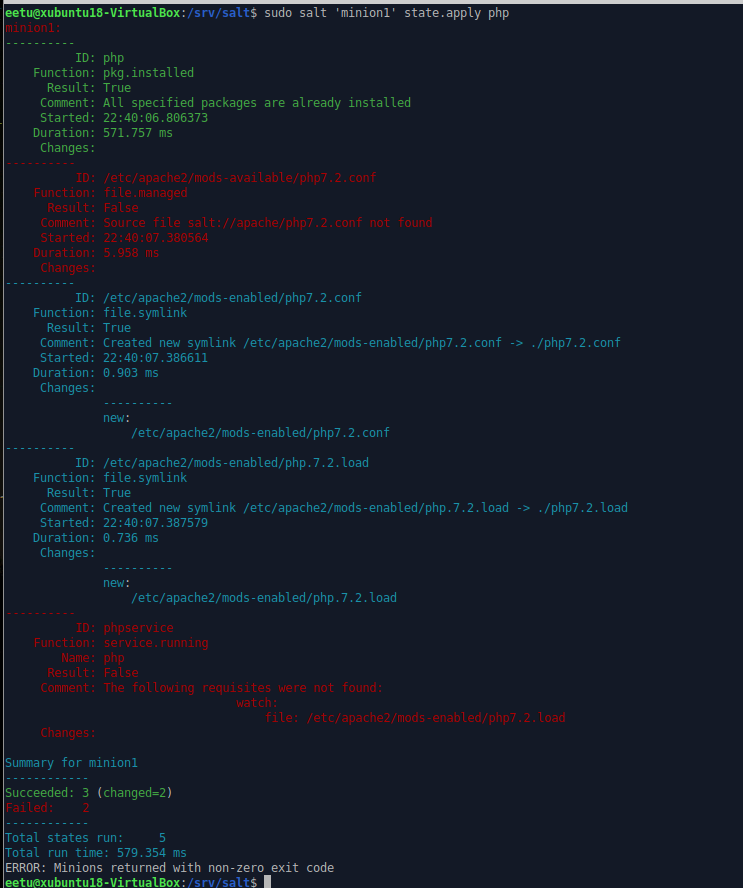 eetu@xubuntu18-VirtualBox:/srv/salt$ sudo salt 'minion1' state.apply php
minion1:
----------
          ID: php
    Function: pkg.installed
      Result: True
     Comment: All specified packages are already installed
     Started: 22:40:06.806373
    Duration: 571.757 ms
     Changes:
----------
          ID: /etc/apache2/mods-available/php7.2.conf
    Function: file.managed
      Result: False
     Comment: Source file salt://apache/php7.2.conf not found
     Started: 22:40:07.380564
    Duration: 5.958 ms
     Changes:
----------
          ID: /etc/apache2/mods-enabled/php7.2.conf
    Function: file.symlink
      Result: True
     Comment: Created new symlink /etc/apache2/mods-enabled/php7.2.conf -> ./php7.2.conf
     Started: 22:40:07.386611
    Duration: 0.903 ms
     Changes:
              ----------
              new:
                  /etc/apache2/mods-enabled/php7.2.conf
----------
          ID: /etc/apache2/mods-enabled/php.7.2.load
    Function: file.symlink
      Result: True
     Comment: Created new symlink /etc/apache2/mods-enabled/php.7.2.load -> ./php7.2.load
     Started: 22:40:07.387579
    Duration: 0.736 ms
     Changes:
              ----------
              new:
                  /etc/apache2/mods-enabled/php.7.2.load
----------
          ID: phpservice
    Function: service.running
        Name: php
      Result: False
     Comment: The following requisites were not found:
                                 watch:
                                     file: /etc/apache2/mods-enabled/php7.2.load
     Changes:

Summary for minion1
------------
Succeeded: 3 (changed=2)
Failed:    2
------------
Total states run:     5
Total run time: 579.354 ms
ERROR: Minions returned with non-zero exit code
eetu@xubuntu18-VirtualBox:/srv/salt$